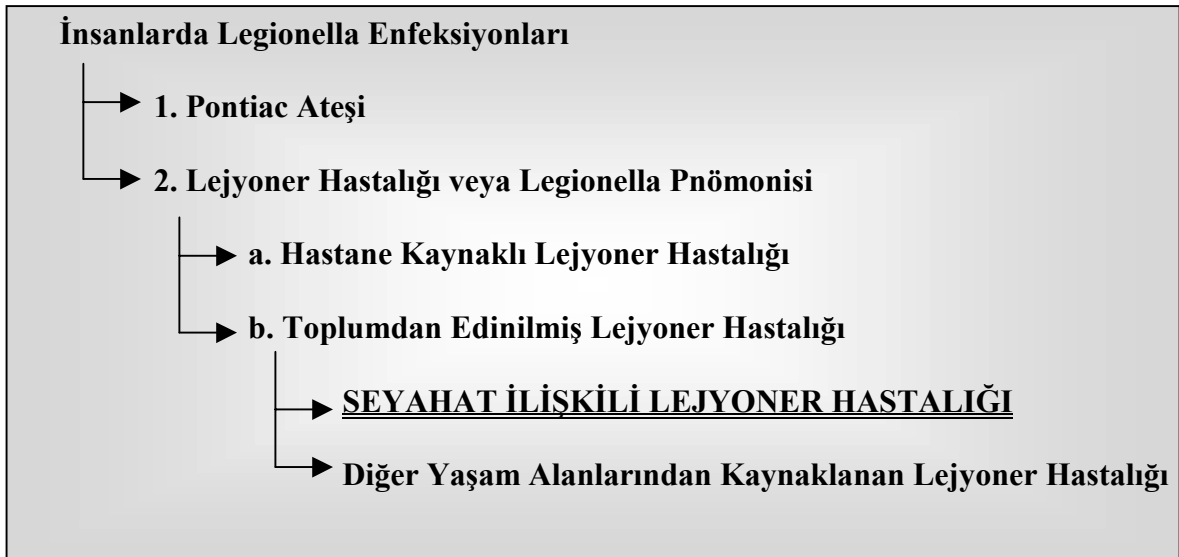 İnsanlarda Legionella Enfeksiyonları
1. Pontiac Ateşi
2. Lejyoner Hastalığı veya Legionella Pnömonisi
a. Hastane Kaynaklı Lejyoner Hastalığı
b. Toplumdan Edinilmiş Lejyoner Hastalığı
SEYAHAT İLİŞKİLİ LEJYONER HASTALIĞI
Diğer Yaşam Alanlarından Kaynaklanan Lejyoner Hastalığı